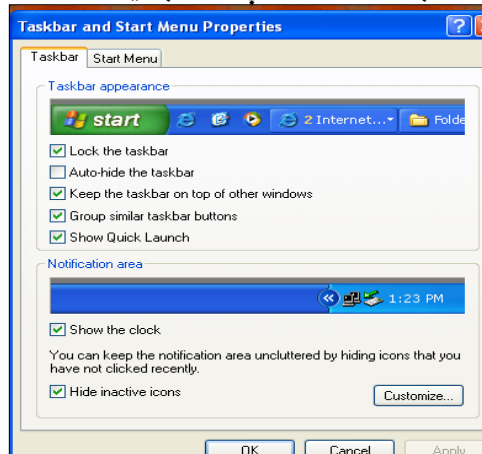 Taskbar and Start Menu Properties
?
Taskbar
Start Menu
Taskbar appearance
start
2 Internet...
Folde
Lock the taskbar
Auto-hide the taskbar
Keep the taskbar on top of other windows
Group similar taskbar buttons
Show Quick Launch
Notification area
1:23 PM
Show the clock
You can keep the notification area uncluttered by hiding icons that you
have not clicked recently.
Hide inactive icons
Customize...
OK
Cancel
Apply